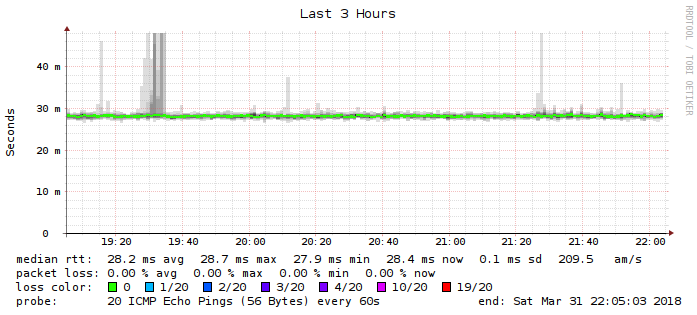 Last 3 Hours
RRDTOOL / TOBI OETIKER
Seconds
40 m
30 m
20 m
10 m
0
19:20 19:40 20:00 20:20 20:40 21:00 21:20 21:40 22:00
median rtt: 28.2 ms avg 28.7 ms max 27.9 ms min 28.4 ms now 0.1 ms sd 209.5 am/s
packet loss: 0.00 % avg 0.00 % max 0.00 % min 0.00 % now
loss color: 0 1/20 2/20 3/20 4/20 10/20 19/20
probe: 20 ICMP Echo Pings (56 Bytes) every 60s end: Sat Mar 31 22:05:03 2018